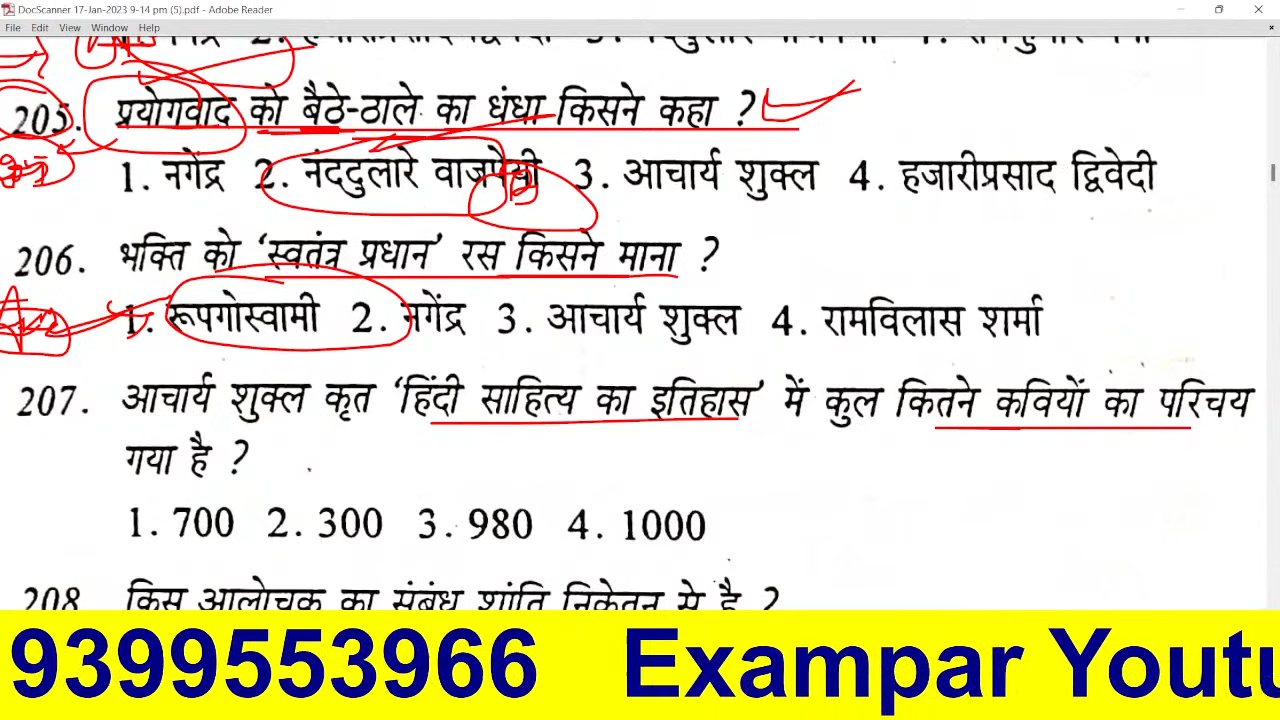 DocScanner 17-Jan-2023 9-14 pm (5).pdf - Adobe Reader
File Edit View Window Help
205. प्रयोगवाद को बैठे-ठाले का धंधा किसने कहा ?
1. नगेंद्र 2. नंददुलारे वाजपेयी 3. आचार्य शुक्ल 4. हजारीप्रसाद द्विवेदी
206. भक्ति को 'स्वतंत्र प्रधान' रस किसने माना ?
1. रूपगोस्वामी 2. नगेंद्र 3. आचार्य शुक्ल 4. रामविलास शर्मा
207. आचार्य शुक्ल कृत 'हिंदी साहित्य का इतिहास' में कुल कितने कवियों का परिचय
गया है ?
1. 700 2. 300 3. 980 4. 1000
208. किस आलोचक का संबंध शांति निकेतन से है ?
9399553966 Exampar Youtu